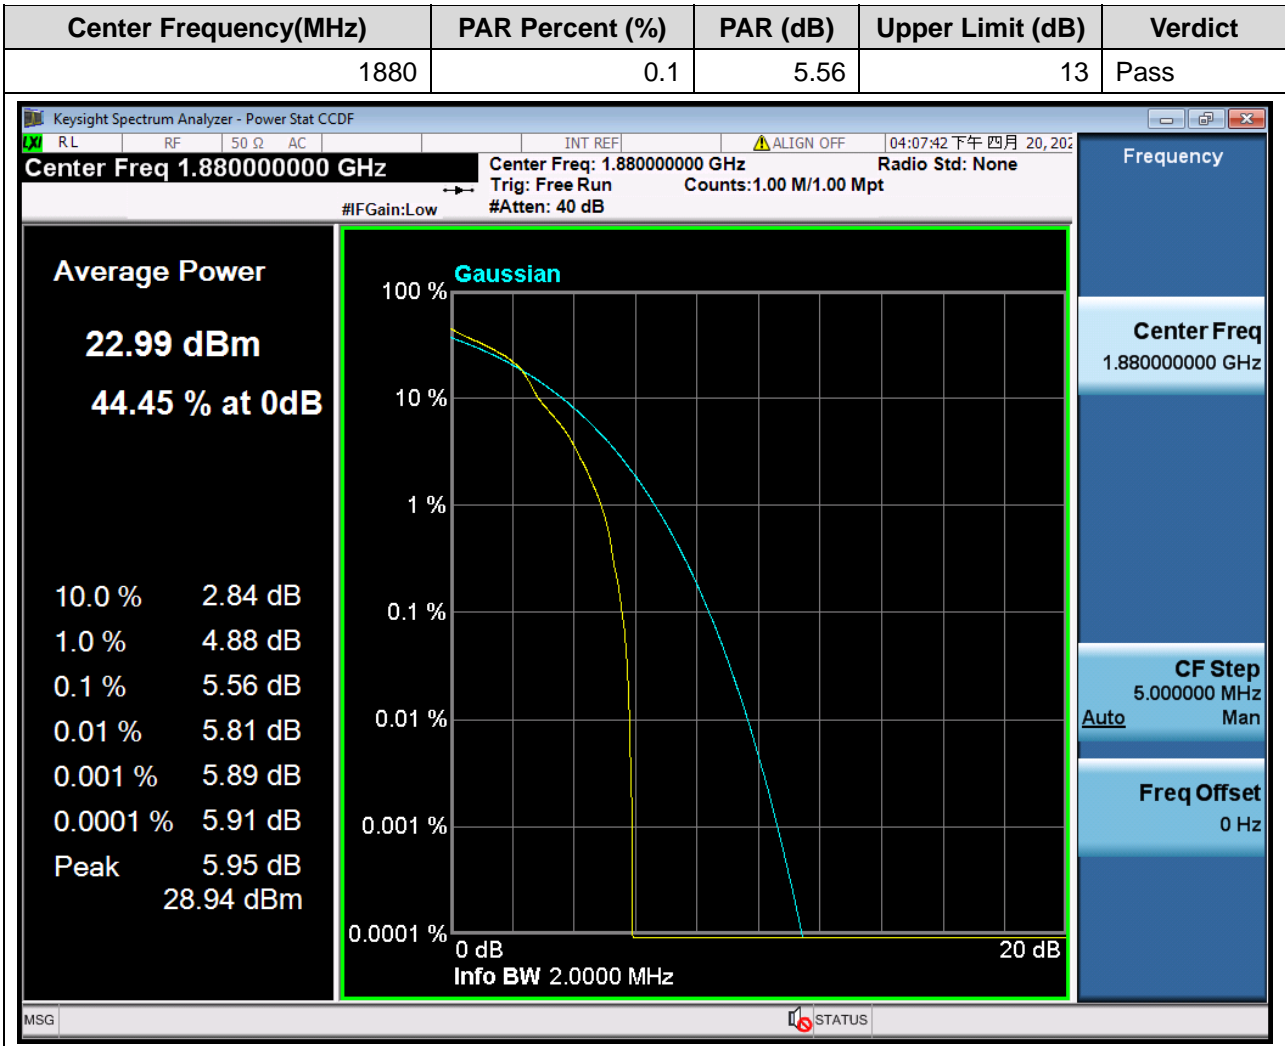 Center Frequency(MHz) PAR Percent (%) PAR (dB) Upper Limit (dB) Verdict
1880 0.1 5.56 13 Pass
Keysight Spectrum Analyzer - Power Stat CCDF
LXI RL RF 50 Ω AC INT REF ALIGN OFF 04:07:42 下午 四月 20, 202
Center Freq 1.880000000 GHz
Center Freq: 1.880000000 GHz Radio Std: None
Trig: Free Run Counts:1.00 M/1.00 Mpt
#IFGain:Low #Atten: 40 dB
Average Power
22.99 dBm
44.45 % at 0dB
10.0 % 2.84 dB
1.0 % 4.88 dB
0.1 % 5.56 dB
0.01 % 5.81 dB
0.001 % 5.89 dB
0.0001 % 5.91 dB
Peak 5.95 dB
28.94 dBm
Gaussian
100 %
10 %
1 %
0.1 %
0.01 %
0.001 %
0.0001 %
0 dB 20 dB
Info BW 2.0000 MHz
Frequency
Center Freq
1.880000000 GHz
CF Step
5.000000 MHz
Auto Man
Freq Offset
0 Hz
MSG STATUS